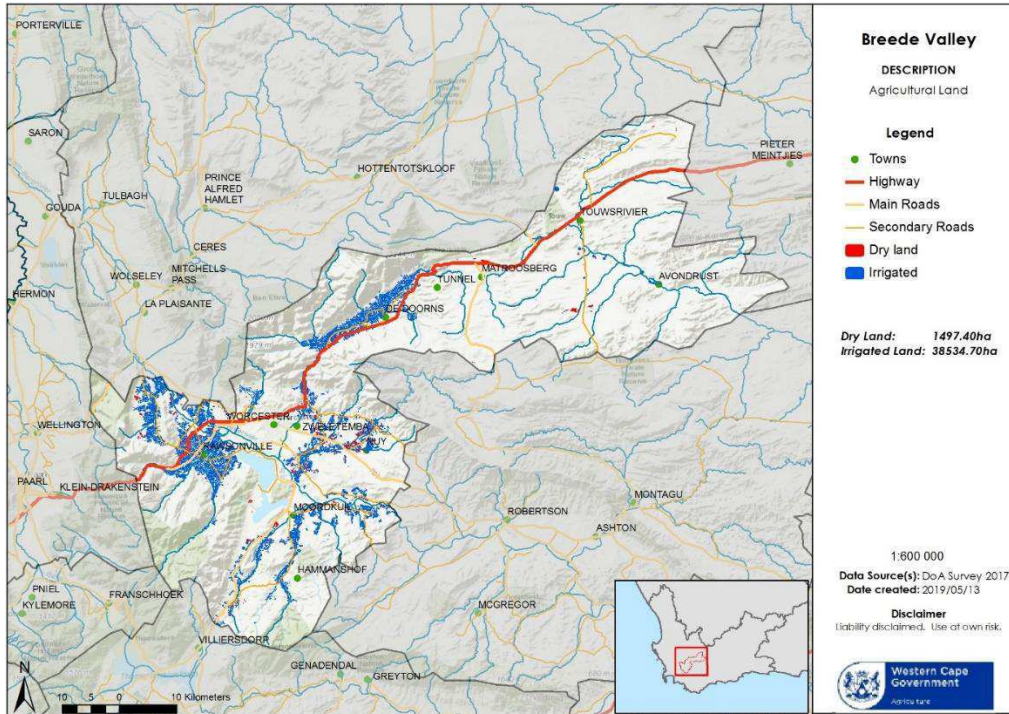 PORTERVILLE
SARON
GOUDA
TULBAGH
PRINCE
ALFRED
HAMLET
HOTTENTOTSKLOOF
PIETER
MEINTJIES
CERES
MITCHELLS
PASS
WOLSELEY
HERMON
LA PLAISANTE
TOUWSRIVIER
MATROOSBERG
TUNNEL
AVONDRUST
DE DOORNS
WORCESTER
ZWELETEMBA
NUY
RAWSONVILLE
WELLINGTON
PAARL
KLEIN-DRAKENSTEIN
MOORDKUIL
ROBERTSON
MONTAGU
ASHTON
HAMMANSHOF
PNIEL
KYLEMORE
FRANSCHHOEK
MCGREGOR
VILLIERSDORP
GENADENDAL
GREYTON
N
10 5 0 10 Kilometers
Breede Valley
DESCRIPTION
Agricultural Land
Legend
Towns
Highway
Main Roads
Secondary Roads
Dry land
Irrigated
Dry Land: 1497.40ha
Irrigated Land: 38534.70ha
1:600 000
Data Source(s): DoA Survey 2017
Date created: 2019/05/13
Disclaimer
Liability disclaimed. Use at own risk.
Western Cape
Government
Agriculture